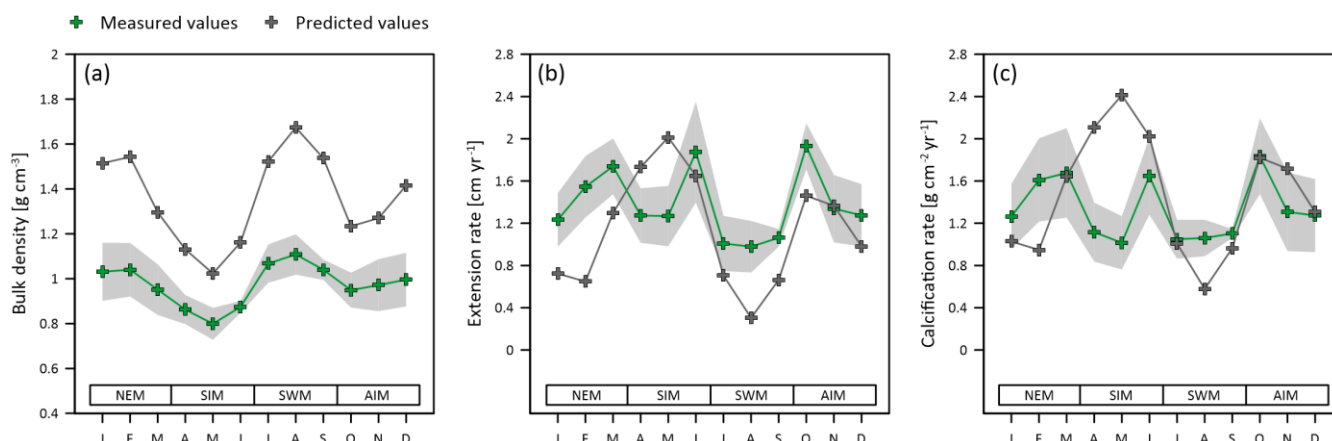 Measured values Predicted values
(a)
Bulk density [g cm⁻³]
2
1.8
1.6
1.4
1.2
1
0.8
0.6
0.4
NEM SIM SWM AIM
J F M A M J J A S O N D
(b)
Extension rate [cm yr⁻¹]
2.8
2.4
2
1.6
1.2
0.8
0.4
0
NEM SIM SWM AIM
J F M A M J J A S O N D
(c)
Calcification rate [g cm⁻² yr⁻¹]
2.8
2.4
2
1.6
1.2
0.8
0.4
0
NEM SIM SWM AIM
J F M A M J J A S O N D